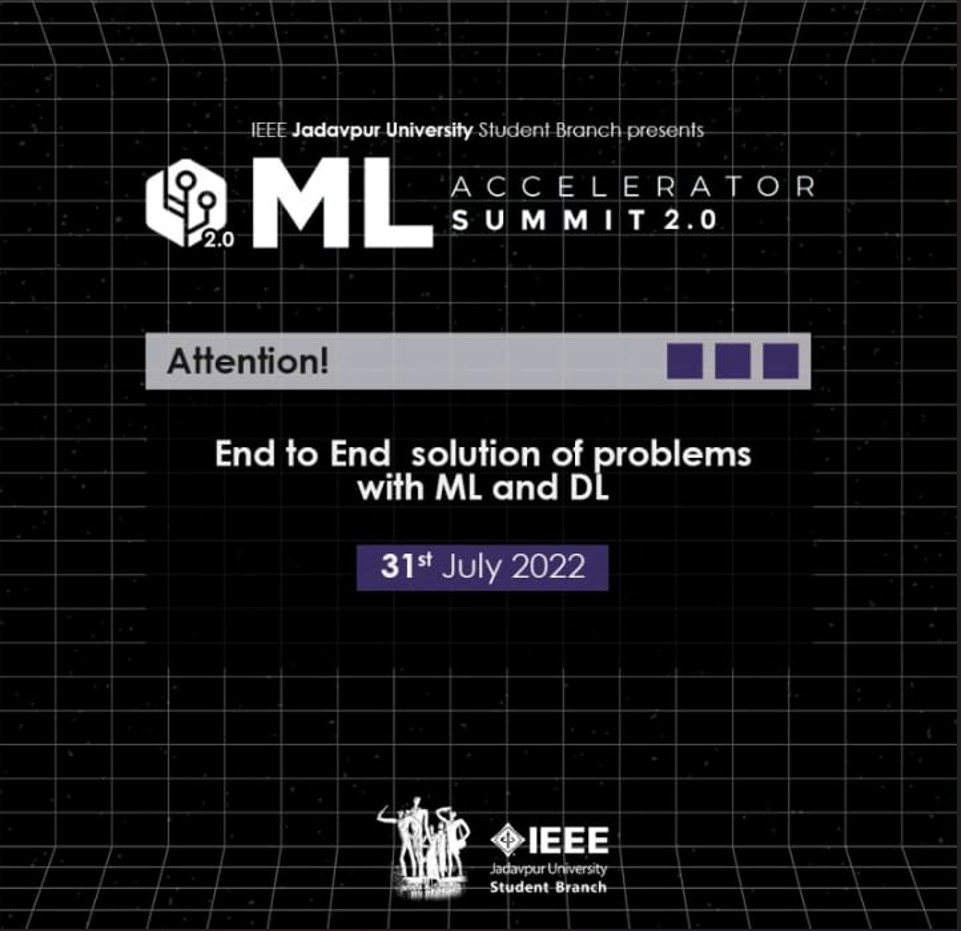 IEEE Jadavpur University Student Branch presents
2.0
ML
ACCELERATOR
SUMMIT 2.0
Attention!
End to End solution of problems
with ML and DL
31st July 2022
IEEE
Jadavpur University
Student Branch